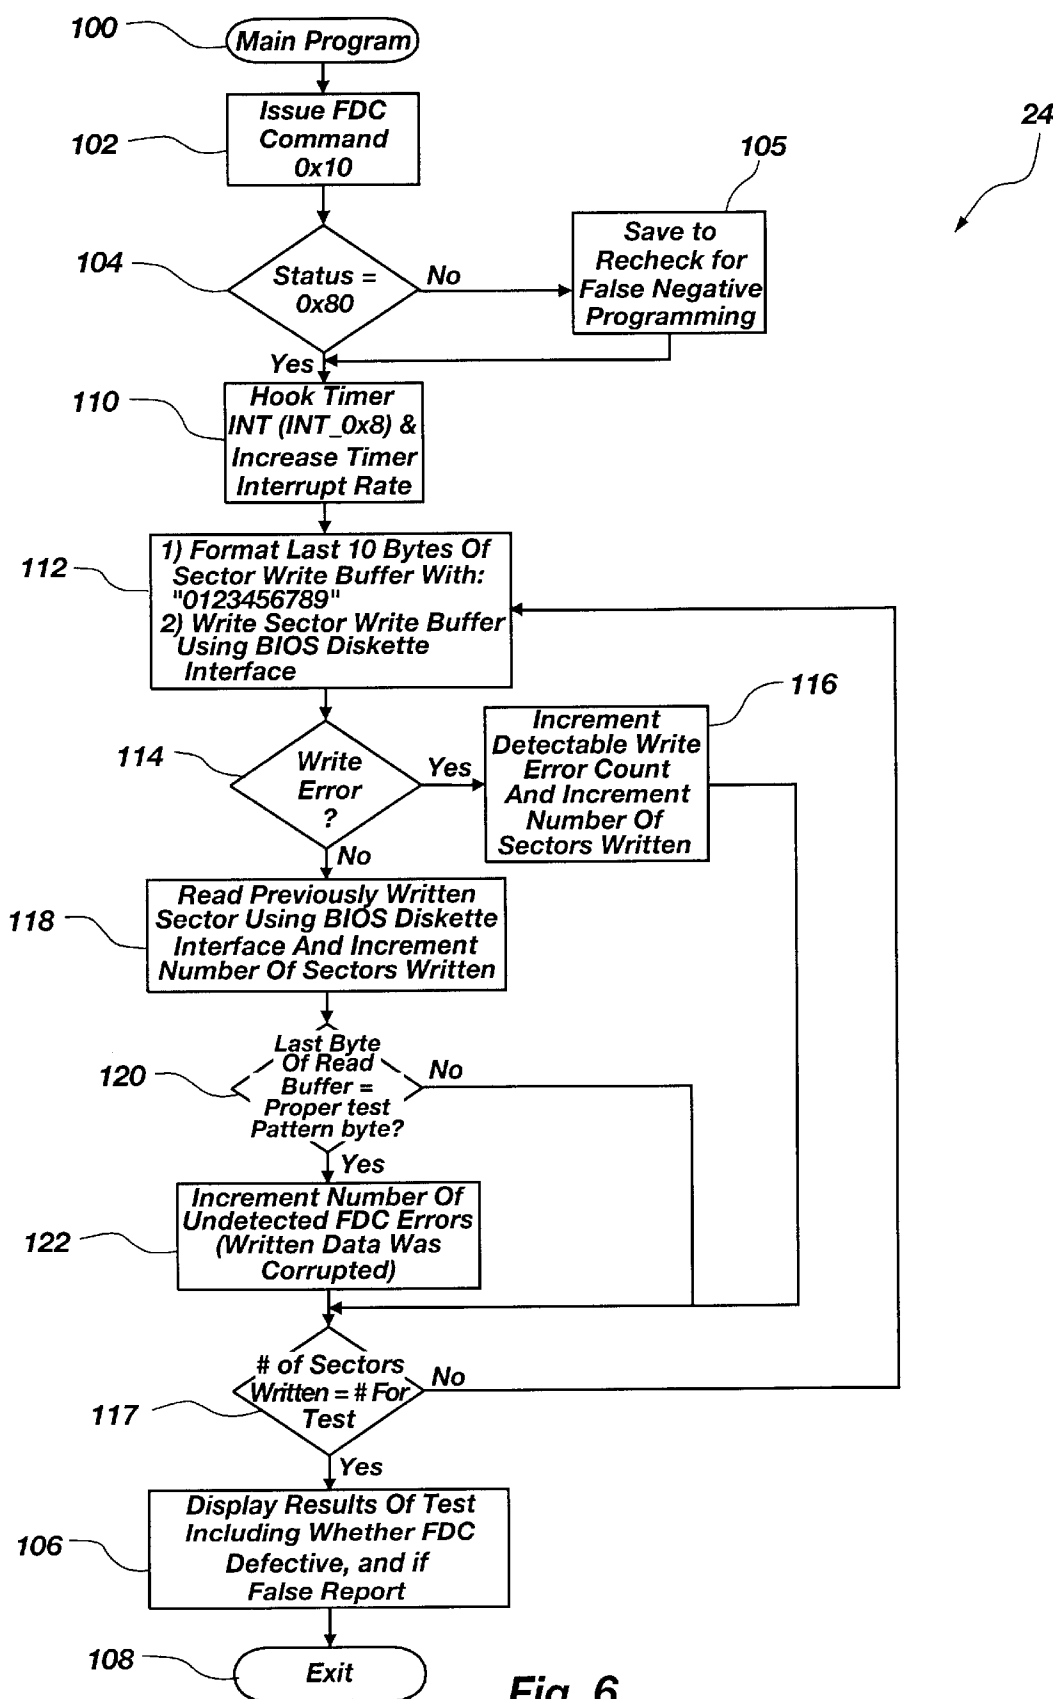 100
Main Program
Issue FDC
Command
0x10
102
24
105
Save to
Recheck for
False Negative
Programming
104
Status =
0x80
No
Yes
110
Hook Timer
INT (INT_0x8) &
Increase Timer
Interrupt Rate
112
1) Format Last 10 Bytes Of
Sector Write Buffer With:
"0123456789"
2) Write Sector Write Buffer
Using BIOS Diskette
Interface
116
Increment
Detectable Write
Error Count
And Increment
Number Of
Sectors Written
114
Write
Error
?
Yes
No
118
Read Previously Written
Sector Using BIOS Diskette
Interface And Increment
Number Of Sectors Written
120
Last Byte
Of Read
Buffer =
Proper test
Pattern byte?
No
Yes
122
Increment Number Of
Undetected FDC Errors
(Written Data Was
Corrupted)
117
# of Sectors
Written = # For
Test
No
Yes
106
Display Results Of Test
Including Whether FDC
Defective, and if
False Report
108
Exit
Fig. 6